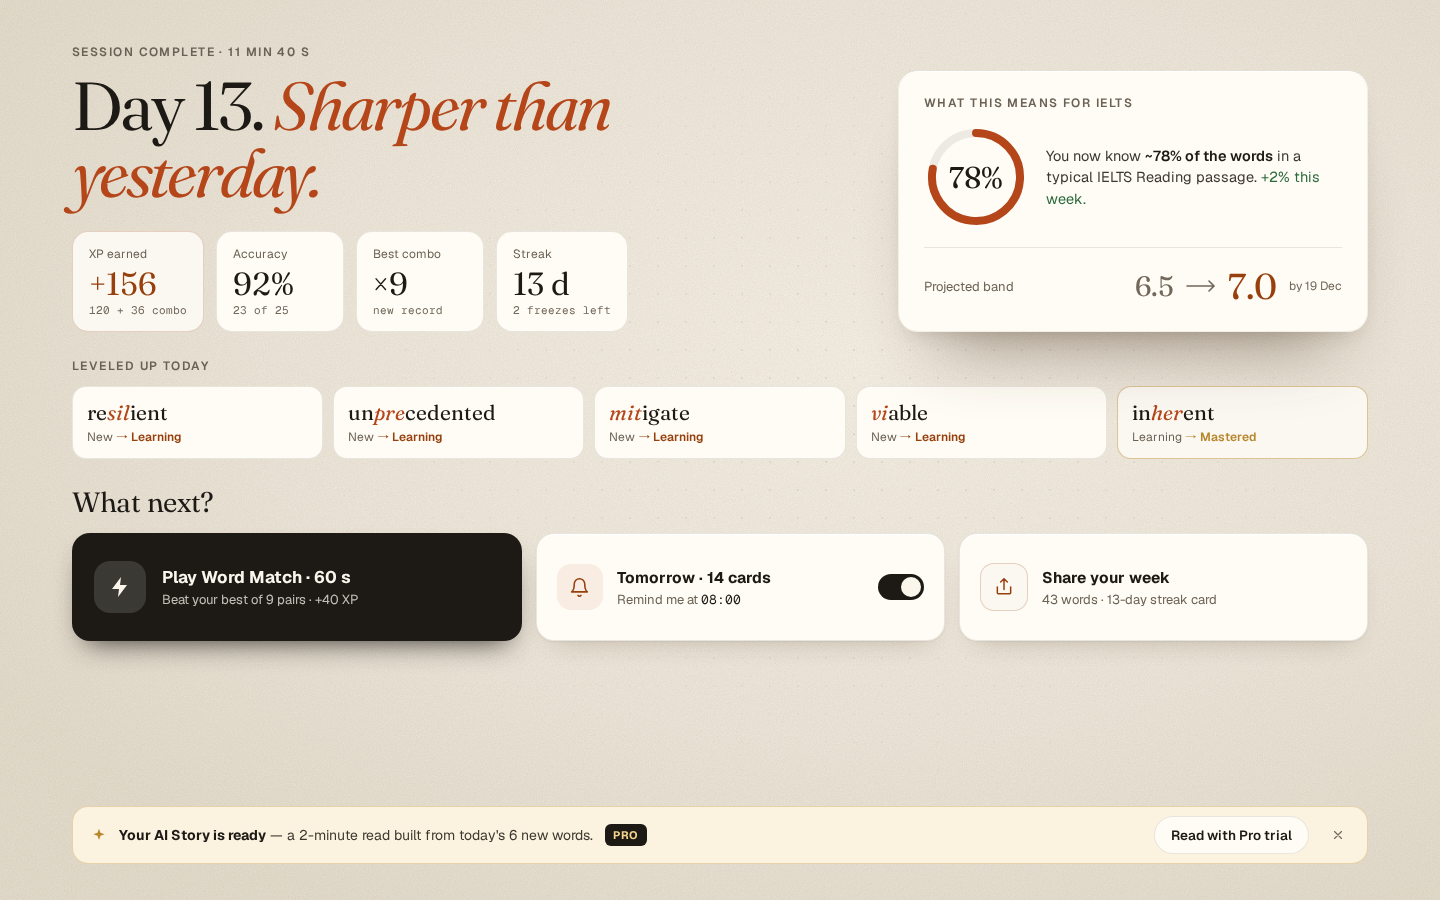 SESSION COMPLETE · 11 MIN 40 S
Day 13. Sharper than
yesterday.
XP earned
+156
120 + 36 combo
Accuracy
92%
23 of 25
Best combo
×9
new record
Streak
13 d
2 freezes left
WHAT THIS MEANS FOR IELTS
78%
You now know ~78% of the words in a
typical IELTS Reading passage. +2% this
week.
Projected band
6.5 → 7.0 by 19 Dec
LEVELED UP TODAY
resilient
New → Learning
unprecedented
New → Learning
mitigate
New → Learning
viable
New → Learning
inherent
Learning → Mastered
What next?
Play Word Match · 60 s
Beat your best of 9 pairs · +40 XP
Tomorrow · 14 cards
Remind me at 08:00
Share your week
43 words · 13-day streak card
Your AI Story is ready — a 2-minute read built from today's 6 new words. PRO
Read with Pro trial